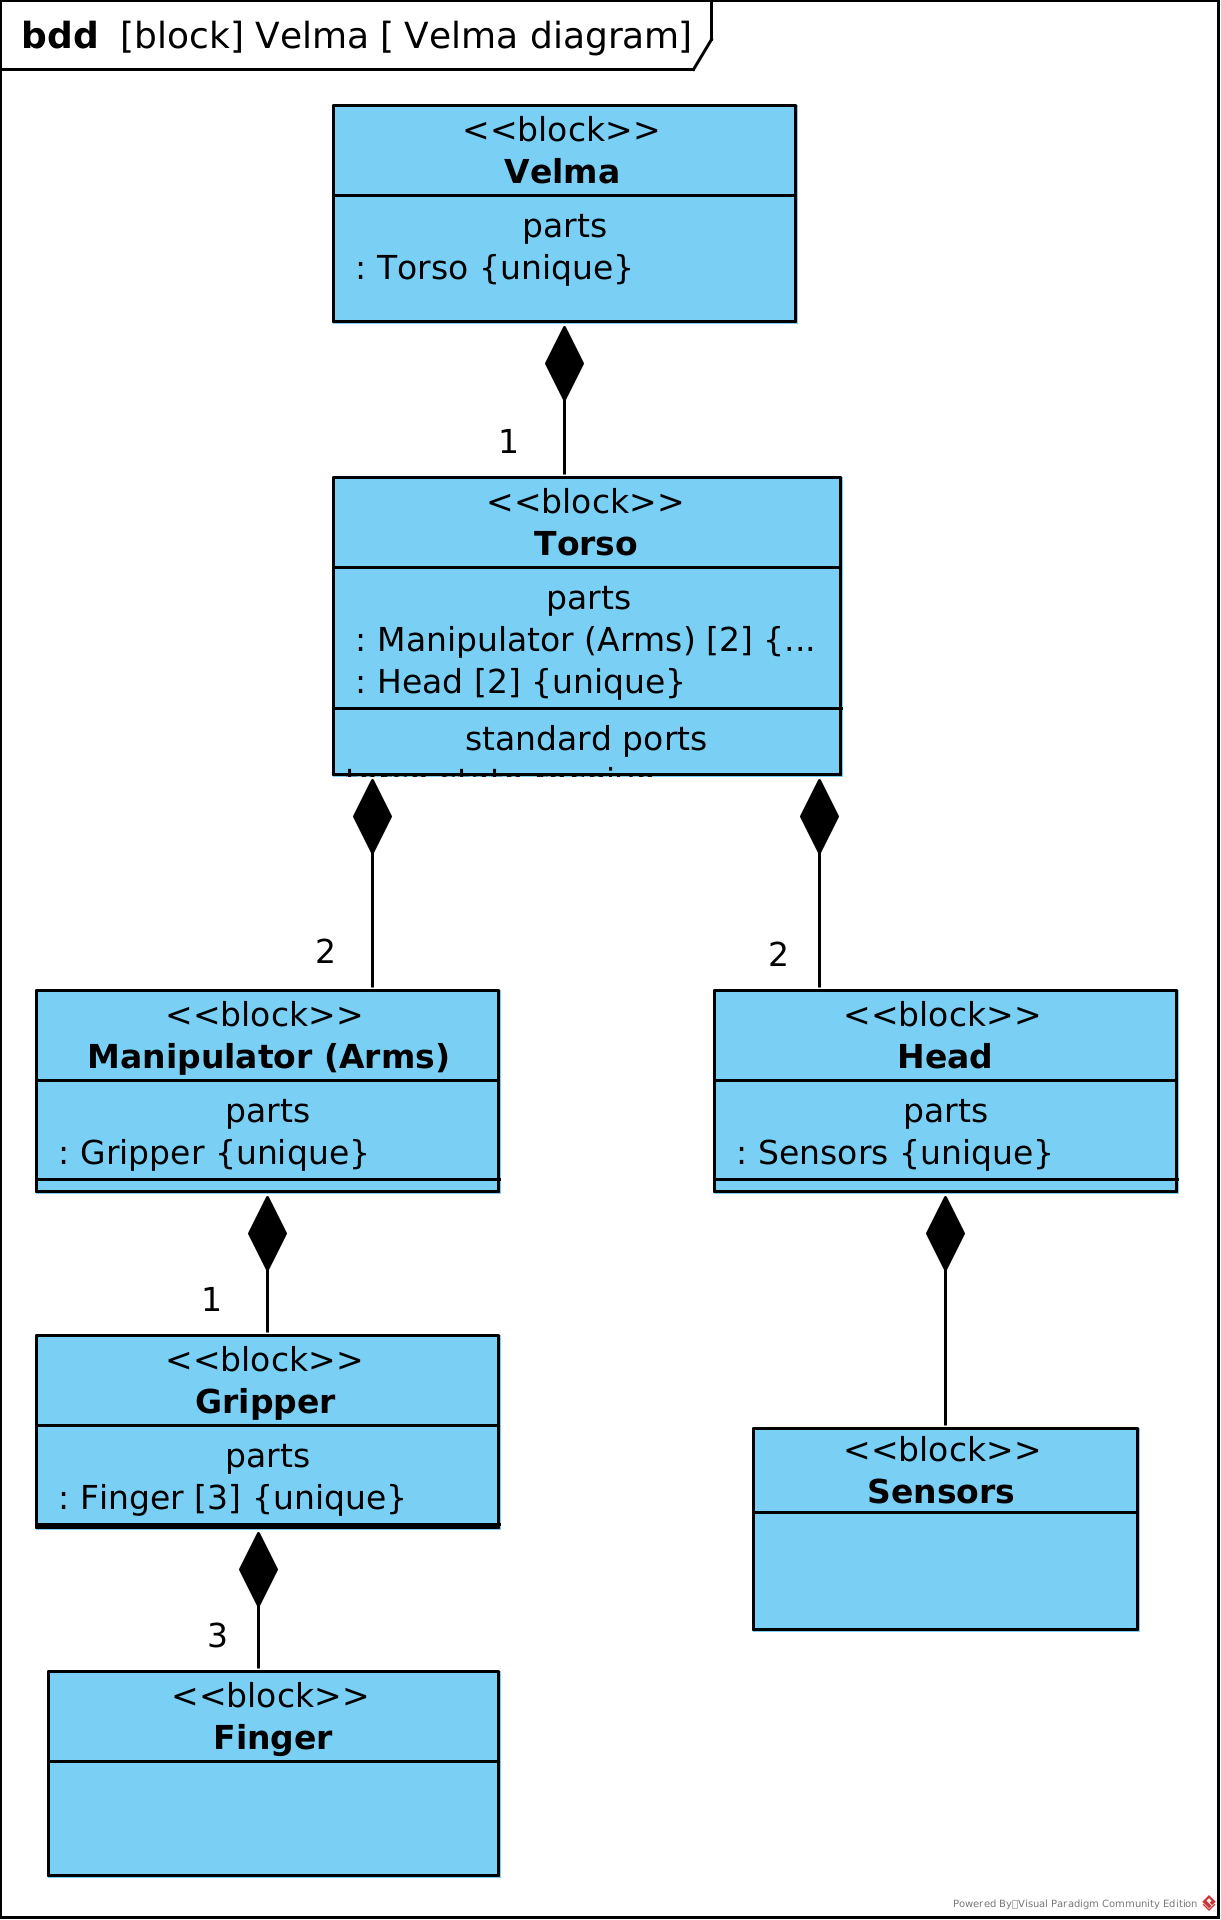 bdd [block] Velma [ Velma diagram]
<<block>>
Velma
parts
: Torso {unique}
1
<<block>>
Torso
parts
: Manipulator (Arms) [2] {...
: Head [2] {unique}
standard ports
2
2
<<block>>
Manipulator (Arms)
parts
: Gripper {unique}
<<block>>
Head
parts
: Sensors {unique}
1
<<block>>
Gripper
parts
: Finger [3] {unique}
<<block>>
Sensors
3
<<block>>
Finger
Powered By Visual Paradigm Community Edition